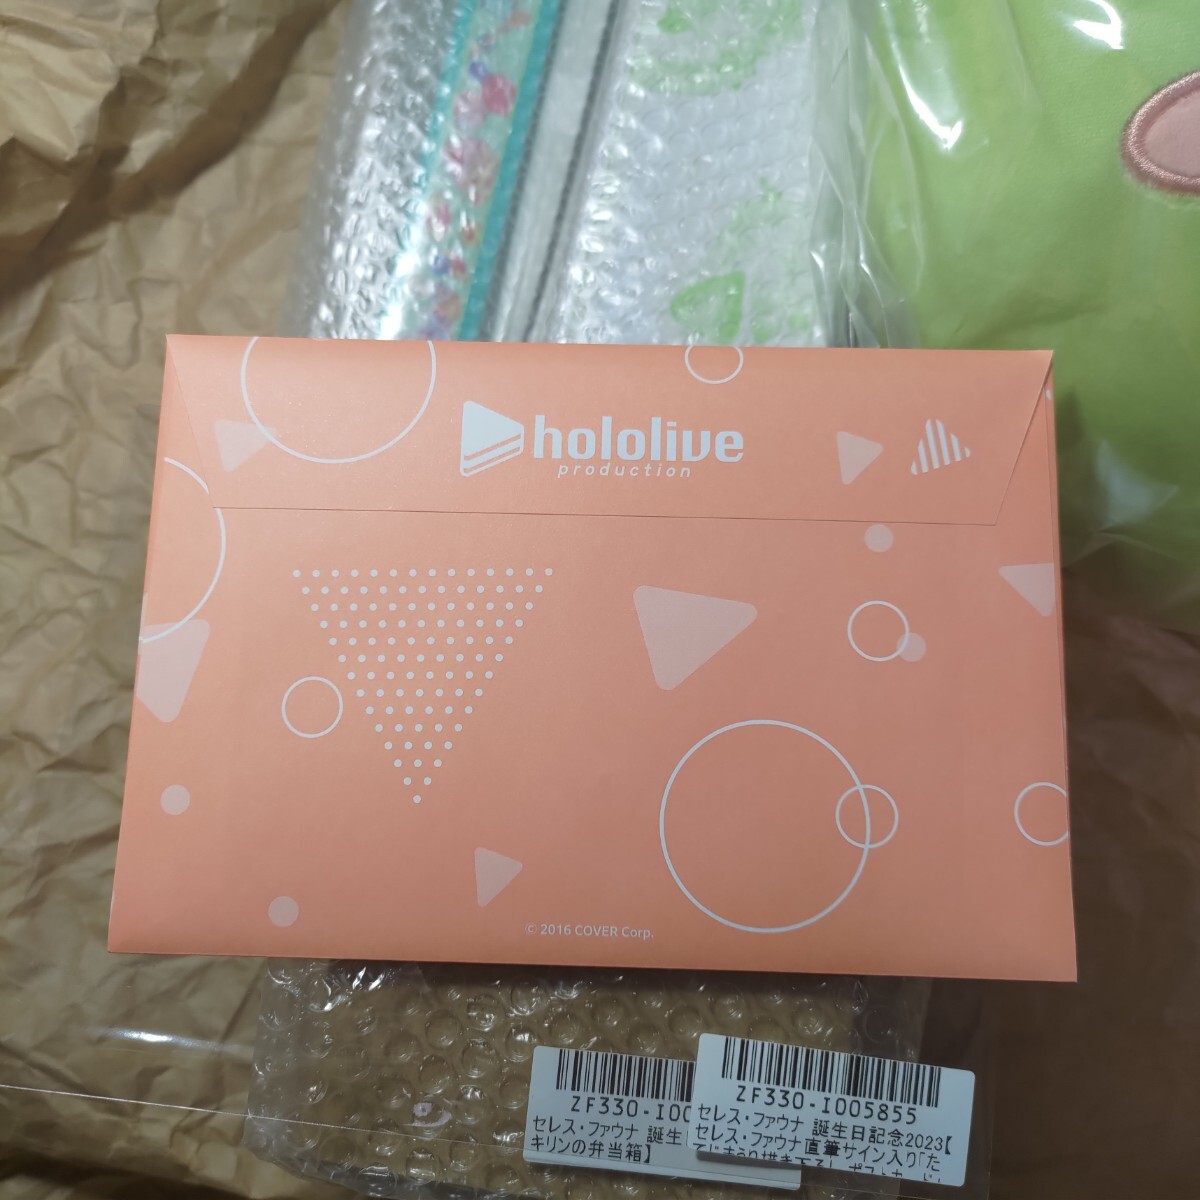 hololive
production
© 2016 COVER Corp.
ZF330-I00
セレス・ファウナ 誕生
キリンの弁当箱】
ZF330-I005855
セレス・ファウナ 誕生日記念2023【
セレス・ファウナ直筆サイン入り「た